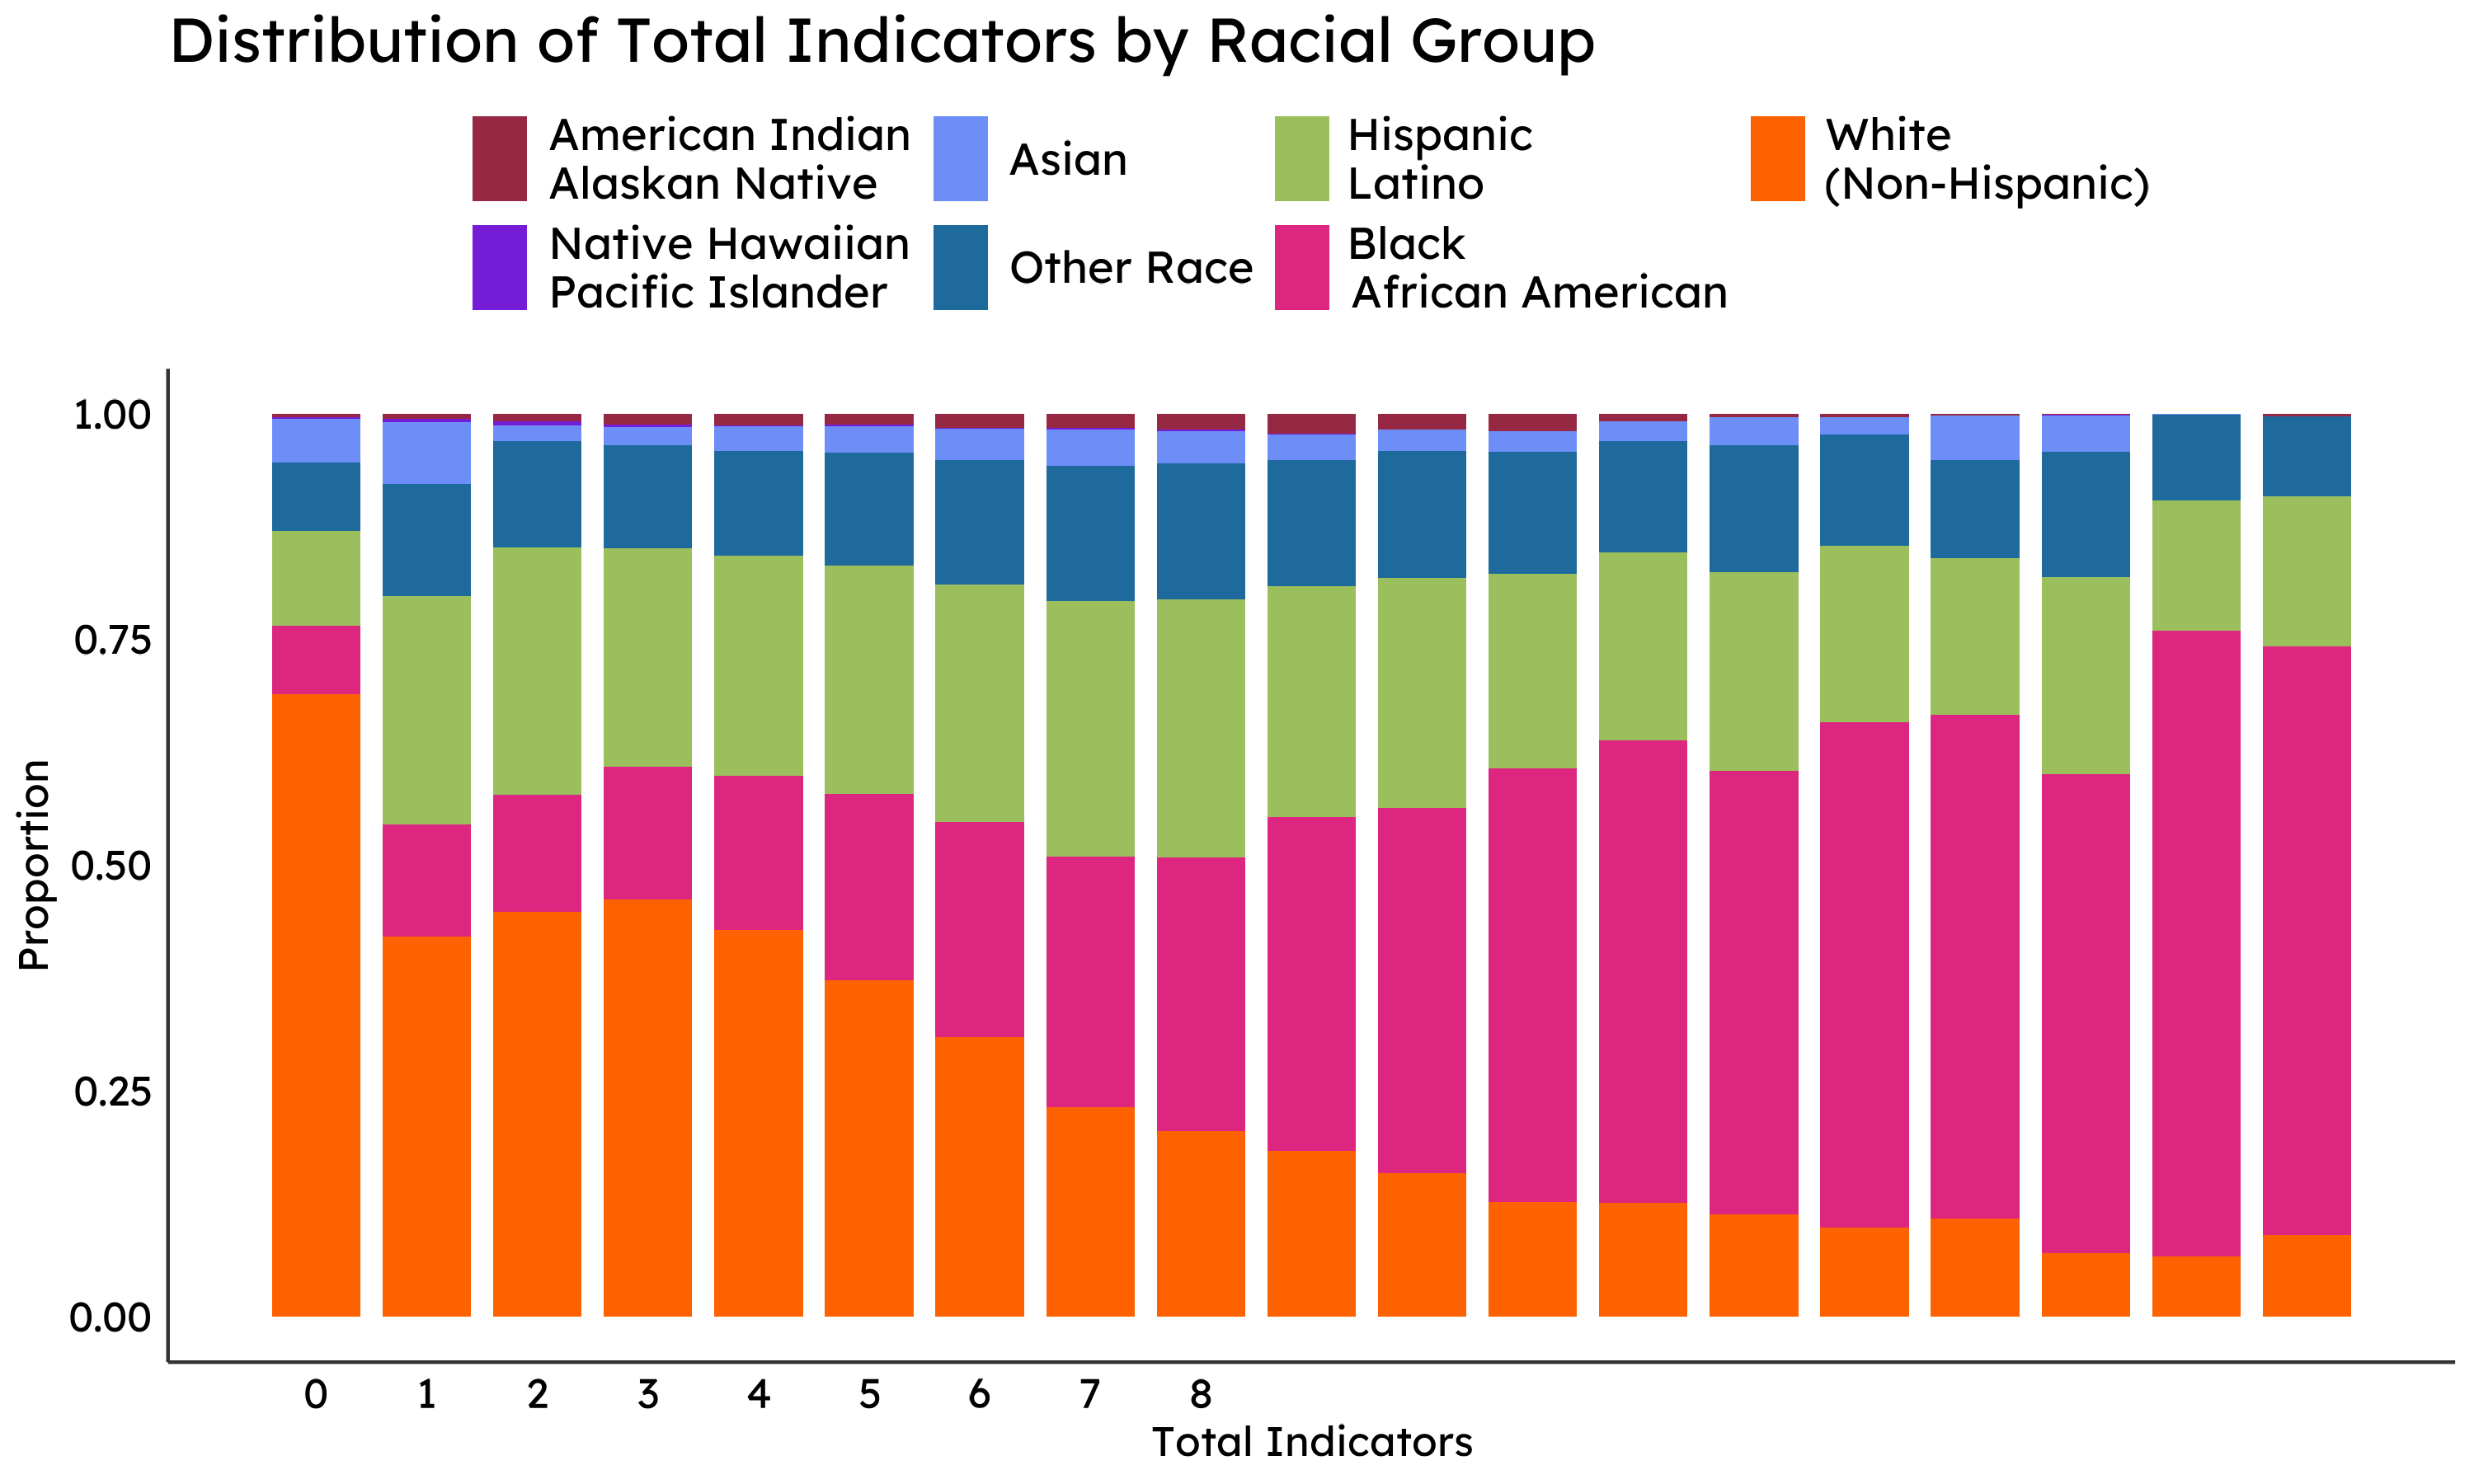 Distribution of Total Indicators by Racial Group
American Indian
Alaskan Native
Asian
Hispanic
Latino
White
(Non-Hispanic)
Native Hawaiian
Pacific Islander
Other Race
Black
African American
1.00
0.75
0.50
0.25
0.00
Proportion
0 1 2 3 4 5 6 7 8
Total Indicators